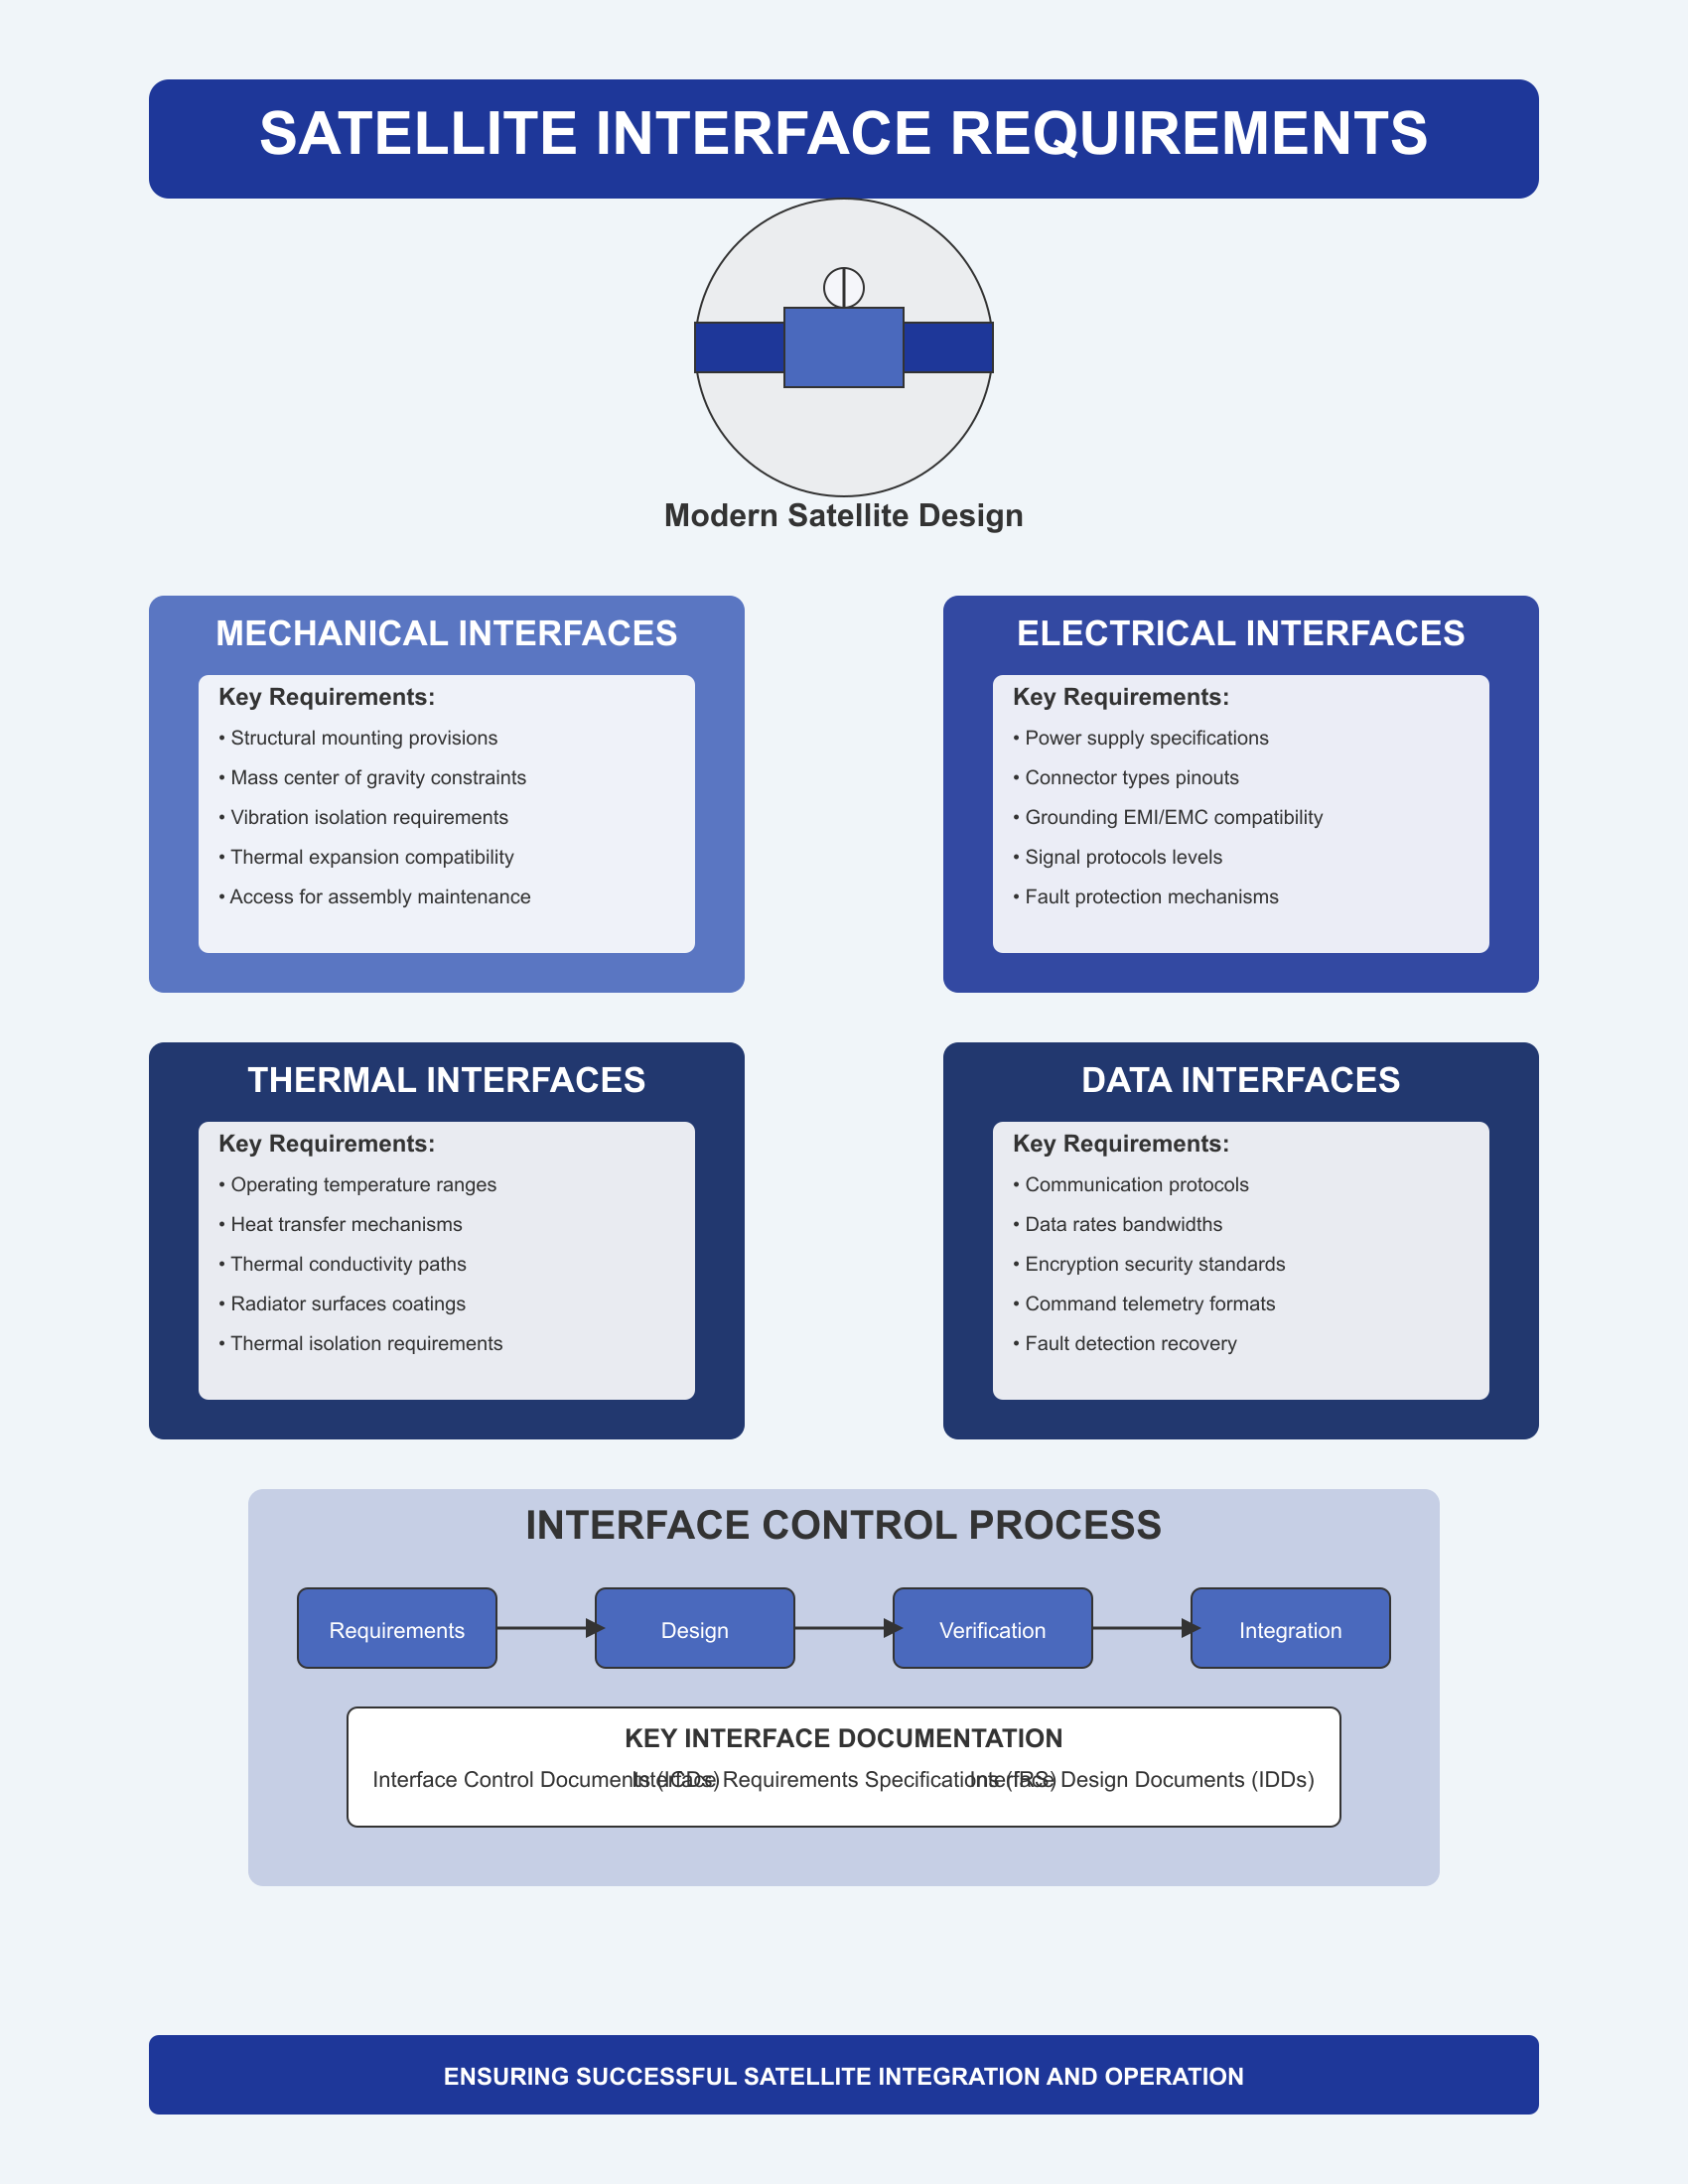 SATELLITE INTERFACE REQUIREMENTS
Modern Satellite Design
MECHANICAL INTERFACES
Key Requirements:
• Structural mounting provisions
• Mass center of gravity constraints
• Vibration isolation requirements
• Thermal expansion compatibility
• Access for assembly maintenance
ELECTRICAL INTERFACES
Key Requirements:
• Power supply specifications
• Connector types pinouts
• Grounding EMI/EMC compatibility
• Signal protocols levels
• Fault protection mechanisms
THERMAL INTERFACES
Key Requirements:
• Operating temperature ranges
• Heat transfer mechanisms
• Thermal conductivity paths
• Radiator surfaces coatings
• Thermal isolation requirements
DATA INTERFACES
Key Requirements:
• Communication protocols
• Data rates bandwidths
• Encryption security standards
• Command telemetry formats
• Fault detection recovery
INTERFACE CONTROL PROCESS
Requirements
Design
Verification
Integration
KEY INTERFACE DOCUMENTATION
Interface Control Documents (ICDs)
Interface Requirements Specifications (IRS)
Interface Design Documents (IDDs)
ENSURING SUCCESSFUL SATELLITE INTEGRATION AND OPERATION